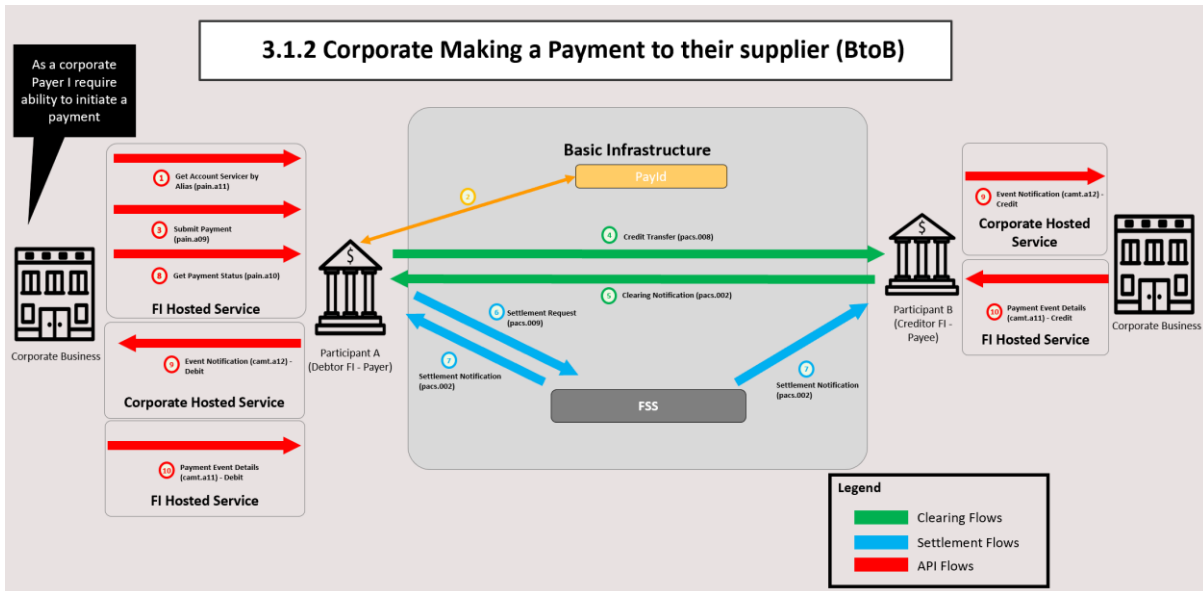 3.1.2 Corporate Making a Payment to their supplier (BtoB)
As a corporate
Payer I require
ability to initiate a
payment
1 Get Account Servicer by
Alias (pain.a11)
3 Submit Payment
(pain.a09)
8 Get Payment Status (pain.a10)
FI Hosted Service
Corporate Business
9 Event Notification (camt.a12) -
Debit
Corporate Hosted Service
10 Payment Event Details
(camt.a11) - Debit
FI Hosted Service
$
Participant A
(Debtor FI - Payer)
Basic Infrastructure
PayId
2
4 Credit Transfer (pacs.008)
5 Clearing Notification (pacs.002)
6 Settlement Request
(pacs.009)
7
Settlement Notification
(pacs.002)
7
Settlement Notification
(pacs.002)
FSS
$
Participant B
(Creditor FI -
Payee)
9 Event Notification (camt.a12) -
Credit
Corporate Hosted
Service
10 Payment Event Details
(camt.a11) - Credit
FI Hosted Service
Corporate Business
Legend
Clearing Flows
Settlement Flows
API Flows